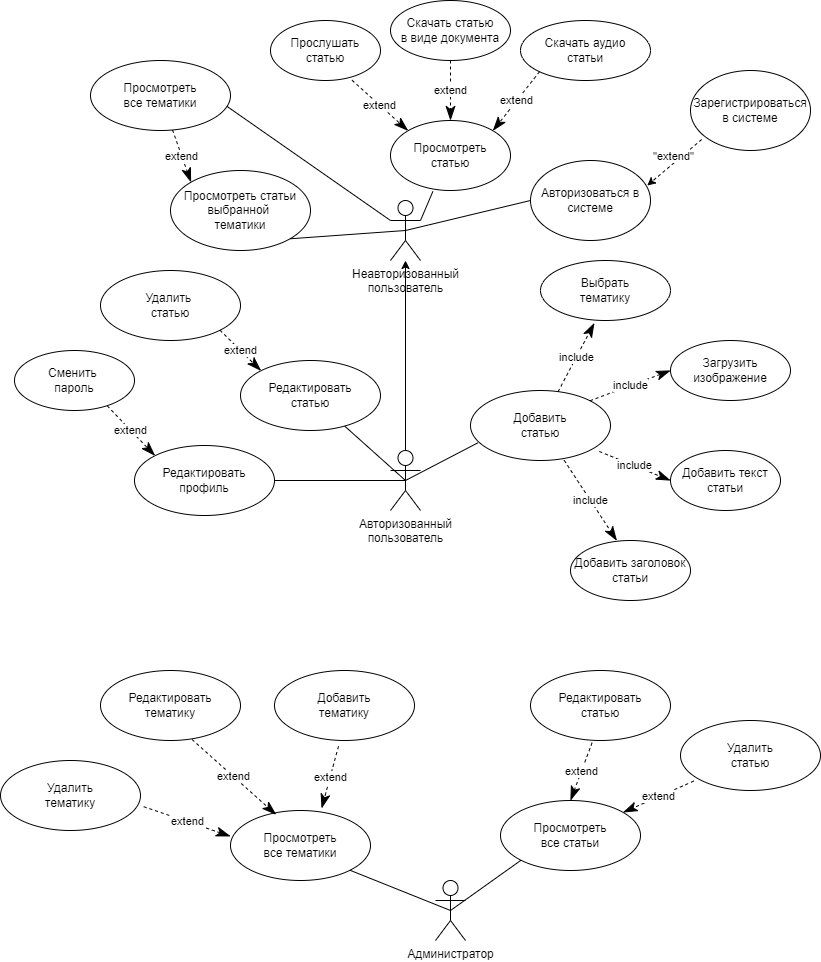 Скачать статью
в виде документа
Прослушать
статью
Скачать аудио
статьи
Просмотреть
все тематики
extend
extend
extend
Зарегистрироваться
в системе
extend
Просмотреть
статью
"extend"
Просмотреть статьи
выбранной
тематики
Авторизоваться в
системе
Неавторизованный
пользователь
Выбрать
тематику
Удалить
статью
extend
include
Сменить
пароль
Загрузить
изображение
Редактировать
статью
include
extend
Добавить
статью
Редактировать
профиль
include
Добавить текст
статьи
include
Авторизованный
пользователь
Добавить заголовок
статьи
Редактировать
тематику
Добавить
тематику
Редактировать
статью
Удалить
статью
Удалить
тематику
extend
extend
extend
extend
extend
Просмотреть
все тематики
Просмотреть
все статьи
Администратор